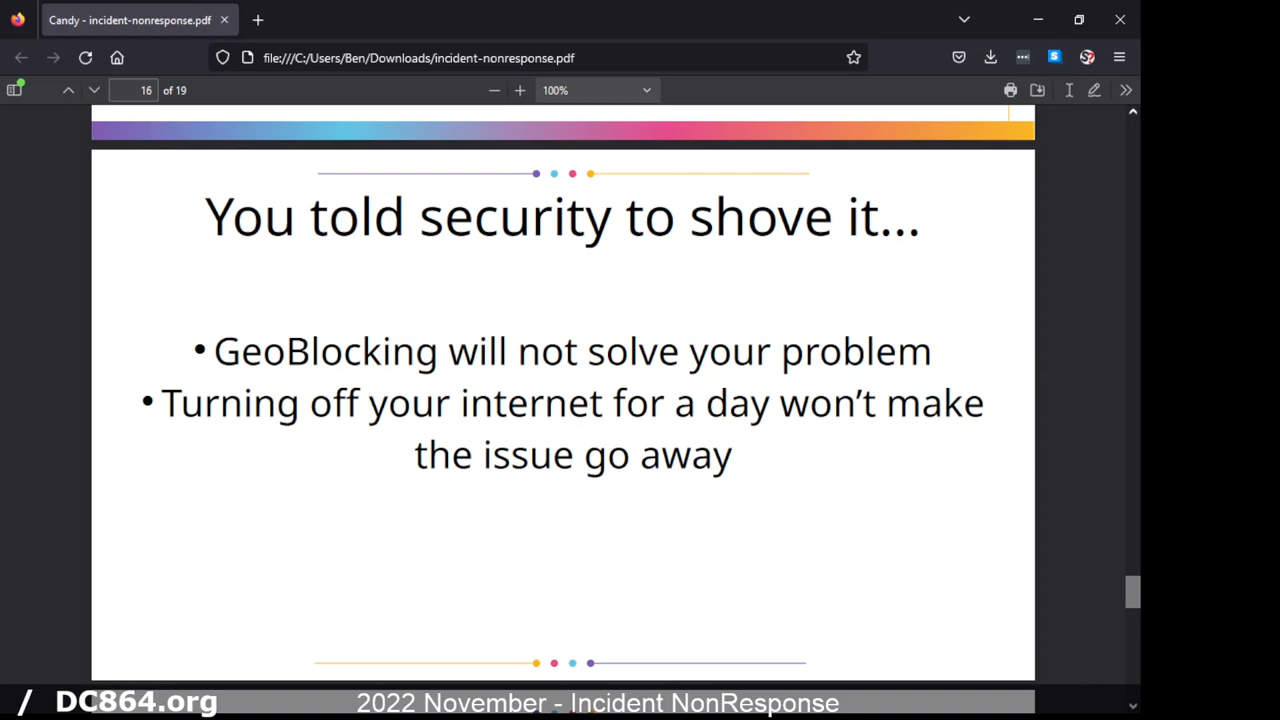 Candy - incident-nonresponse.pdf
file:///C:/Users/Ben/Downloads/incident-nonresponse.pdf
16 of 19
100%
You told security to shove it...
• GeoBlocking will not solve your problem
• Turning off your internet for a day won’t make
the issue go away
/ DC864.org
2022 November - Incident NonResponse